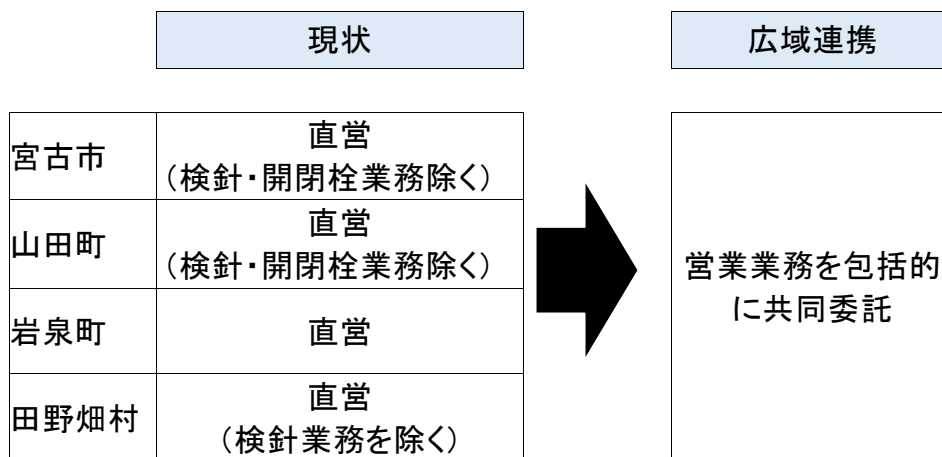 現状
広域連携
宮古市
直営
（検針・開閉栓業務除く）
山田町
直営
（検針・開閉栓業務除く）
岩泉町
直営
田野畑村
直営
（検針業務を除く）
営業業務を包括的
に共同委託